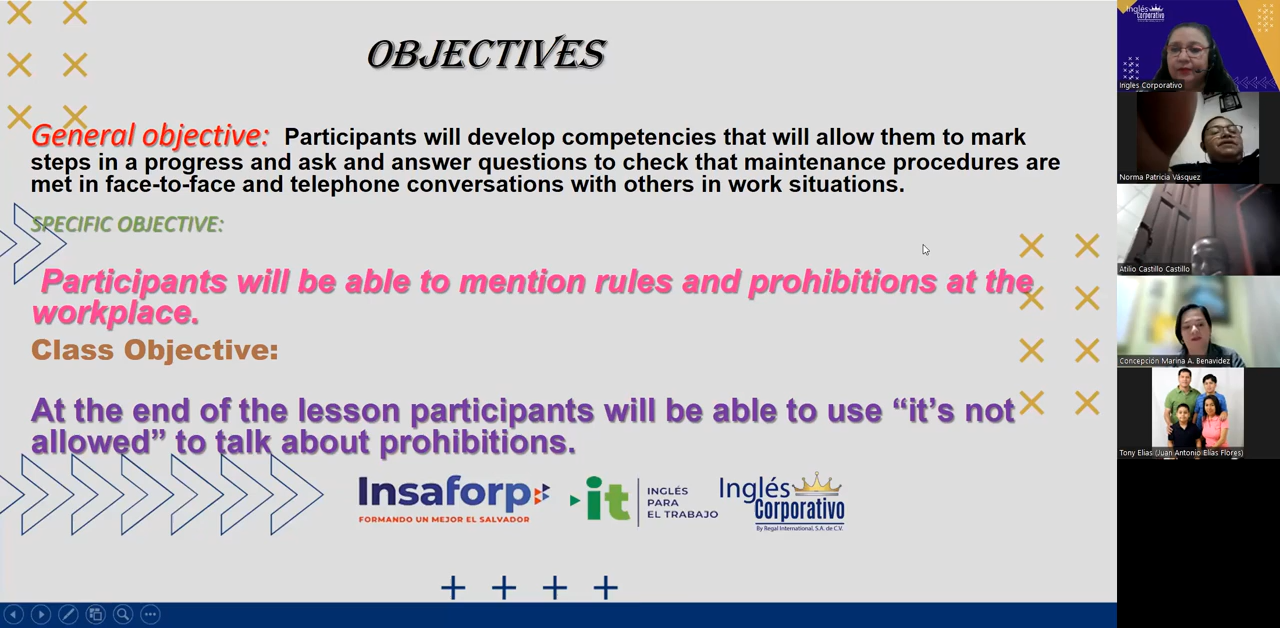 OBJECTIVES
General objective: Participants will develop competencies that will allow them to mark
steps in a progress and ask and answer questions to check that maintenance procedures are
met in face-to-face and telephone conversations with others in work situations.
SPECIFIC OBJECTIVE:
Participants will be able to mention rules and prohibitions at the
workplace.
Class Objective:
At the end of the lesson participants will be able to use “it’s not
allowed” to talk about prohibitions.
Insaforp
FORMANDO UN MEJOR EL SALVADOR
it
INGLÉS
PARA
EL TRABAJO
Inglés
Corporativo
By Regal International, S.A. de C.V.
Inglés
Corporativo
Ingles Corporativo
Norma Patricia Vásquez
Atilio Castillo Castillo
Concepción Marina A. Benavidez
Tony Elias (Juan Antonio Elías Flores)